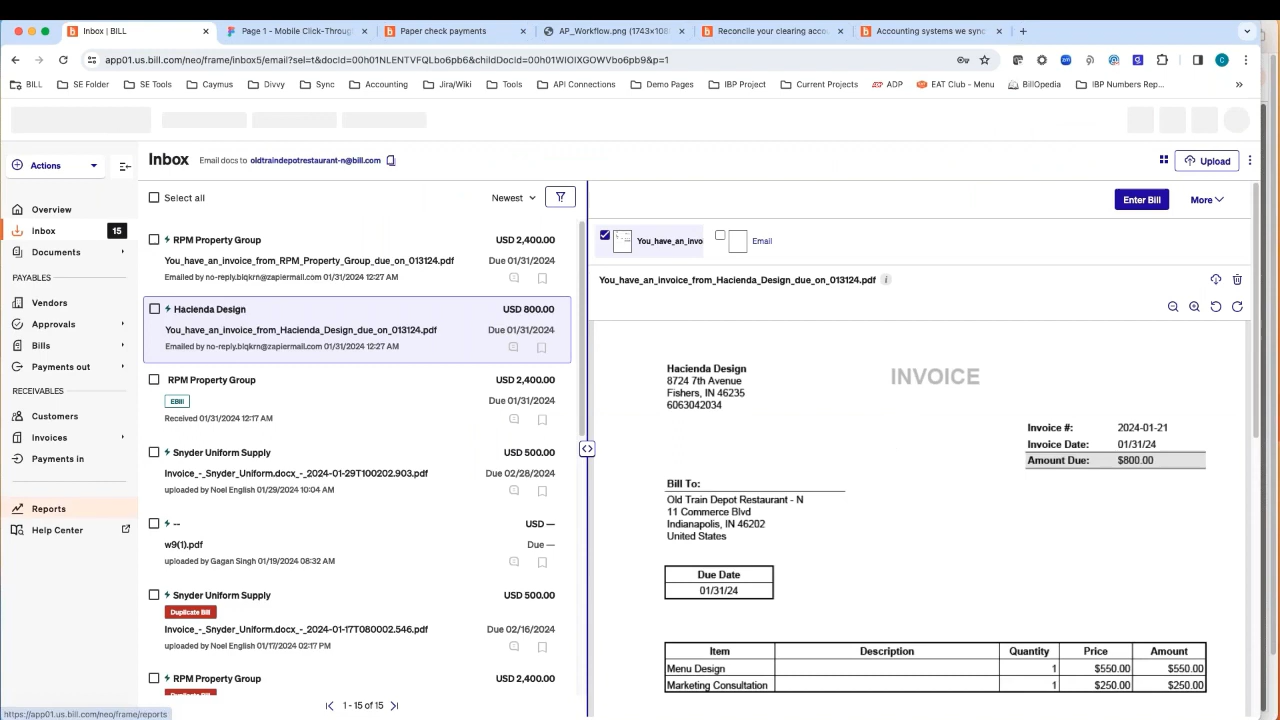 Inbox | BILL
Page 1 - Mobile Click-Throug
Paper check payments
AP_Workflow.png (1743×108
Reconcile your clearing acco
Accounting systems we sync
app01.us.bill.com/neo/frame/inbox5/email?sel=t&docId=00h01NLENTVFQLbo6pb6&childDocId=00h01WIOIXGOWVbo6pb9&p=1
BILL
SE Folder
SE Tools
Caymus
Divvy
Sync
Accounting
Jira/Wiki
Tools
API Connections
Demo Pages
IBP Project
Current Projects
ADP
EAT Club - Menu
BillOpedia
IBP Numbers Rep...
Actions
Inbox
Email docs to oldtraindepotrestaurant-n@bill.com
Upload
Overview
Inbox 15
Documents
PAYABLES
Vendors
Approvals
Bills
Payments out
RECEIVABLES
Customers
Invoices
Payments in
Reports
Help Center
https://app01.us.bill.com/neo/frame/reports
Select all
Newest
RPM Property Group USD 2,400.00
You_have_an_invoice_from_RPM_Property_Group_due_on_013124.pdf Due 01/31/2024
Emailed by no-reply.blqkrn@zapiermail.com 01/31/2024 12:27 AM
Hacienda Design USD 800.00
You_have_an_invoice_from_Hacienda_Design_due_on_013124.pdf Due 01/31/2024
Emailed by no-reply.blqkrn@zapiermail.com 01/31/2024 12:27 AM
RPM Property Group USD 2,400.00
EBill Due 01/31/2024
Received 01/31/2024 12:17 AM
Snyder Uniform Supply USD 500.00
Invoice_-_Snyder_Uniform.docx_-_2024-01-29T100202.903.pdf Due 02/28/2024
uploaded by Noel English 01/29/2024 10:04 AM
-- USD —
w9(1).pdf Due —
uploaded by Gagan Singh 01/19/2024 08:32 AM
Snyder Uniform Supply USD 500.00
Duplicate Bill
Invoice_-_Snyder_Uniform.docx_-_2024-01-17T080002.546.pdf Due 02/16/2024
uploaded by Noel English 01/17/2024 02:17 PM
RPM Property Group USD 2,400.00
Duplicate Bill
1 - 15 of 15
Enter Bill
More
You_have_an_invo
Email
You_have_an_invoice_from_Hacienda_Design_due_on_013124.pdf
Hacienda Design
8724 7th Avenue
Fishers, IN 46235
6063042034
INVOICE
Invoice #: 2024-01-21
Invoice Date: 01/31/24
Amount Due: $800.00
Bill To:
Old Train Depot Restaurant - N
11 Commerce Blvd
Indianapolis, IN 46202
United States
Due Date
01/31/24
Item Description Quantity Price Amount
Menu Design 1 $550.00 $550.00
Marketing Consultation 1 $250.00 $250.00